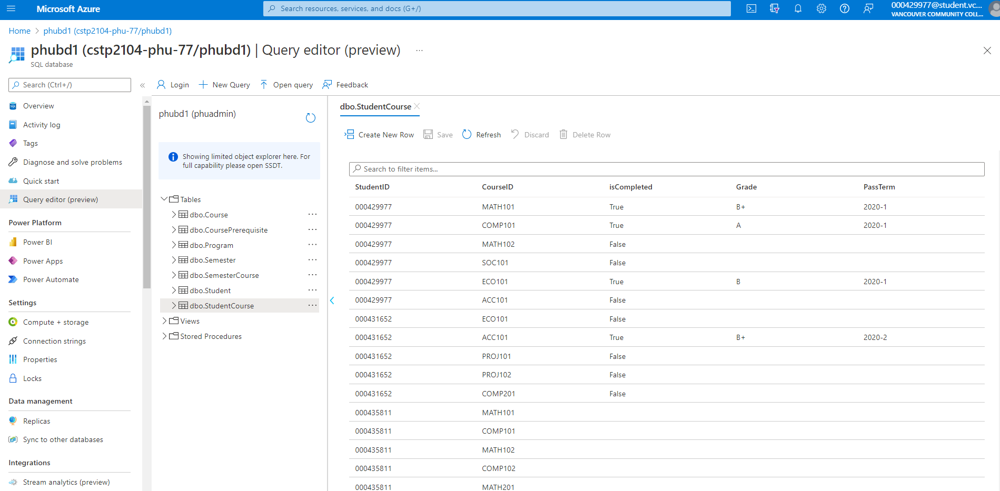 Microsoft Azure
Search resources, services, and docs (G+/)
000429977@student.vc...
VANCOUVER COMMUNITY COLL...
Home > phubd1 (cstp2104-phu-77/phubd1)
phubd1 (cstp2104-phu-77/phubd1) | Query editor (preview) ...
SQL database
Search (Ctrl+/)
«
Login
New Query
Open query
Feedback
Overview
Activity log
Tags
Diagnose and solve problems
Quick start
Query editor (preview)
Power Platform
Power BI
Power Apps
Power Automate
Settings
Compute + storage
Connection strings
Properties
Locks
Data management
Replicas
Sync to other databases
Integrations
Stream analytics (preview)
phubd1 (phuadmin)
Showing limited object explorer here. For
full capability please open SSDT.
Tables
dbo.Course ...
dbo.CoursePrerequisite ...
dbo.Program ...
dbo.Semester ...
dbo.SemesterCourse ...
dbo.Student ...
dbo.StudentCourse ...
Views
Stored Procedures
dbo.StudentCourse
Create New Row Save Refresh Discard Delete Row
Search to filter items...
StudentID CourseID isCompleted Grade PassTerm
000429977 MATH101 True B+ 2020-1
000429977 COMP101 True A 2020-1
000429977 MATH102 False
000429977 SOC101 False
000429977 ECO101 True B 2020-1
000429977 ACC101 False
000431652 ECO101 False
000431652 ACC101 True B+ 2020-2
000431652 PROJ101 False
000431652 PROJ102 False
000431652 COMP201 False
000435811 MATH101
000435811 COMP101
000435811 MATH102
000435811 COMP102
000435811 MATH201